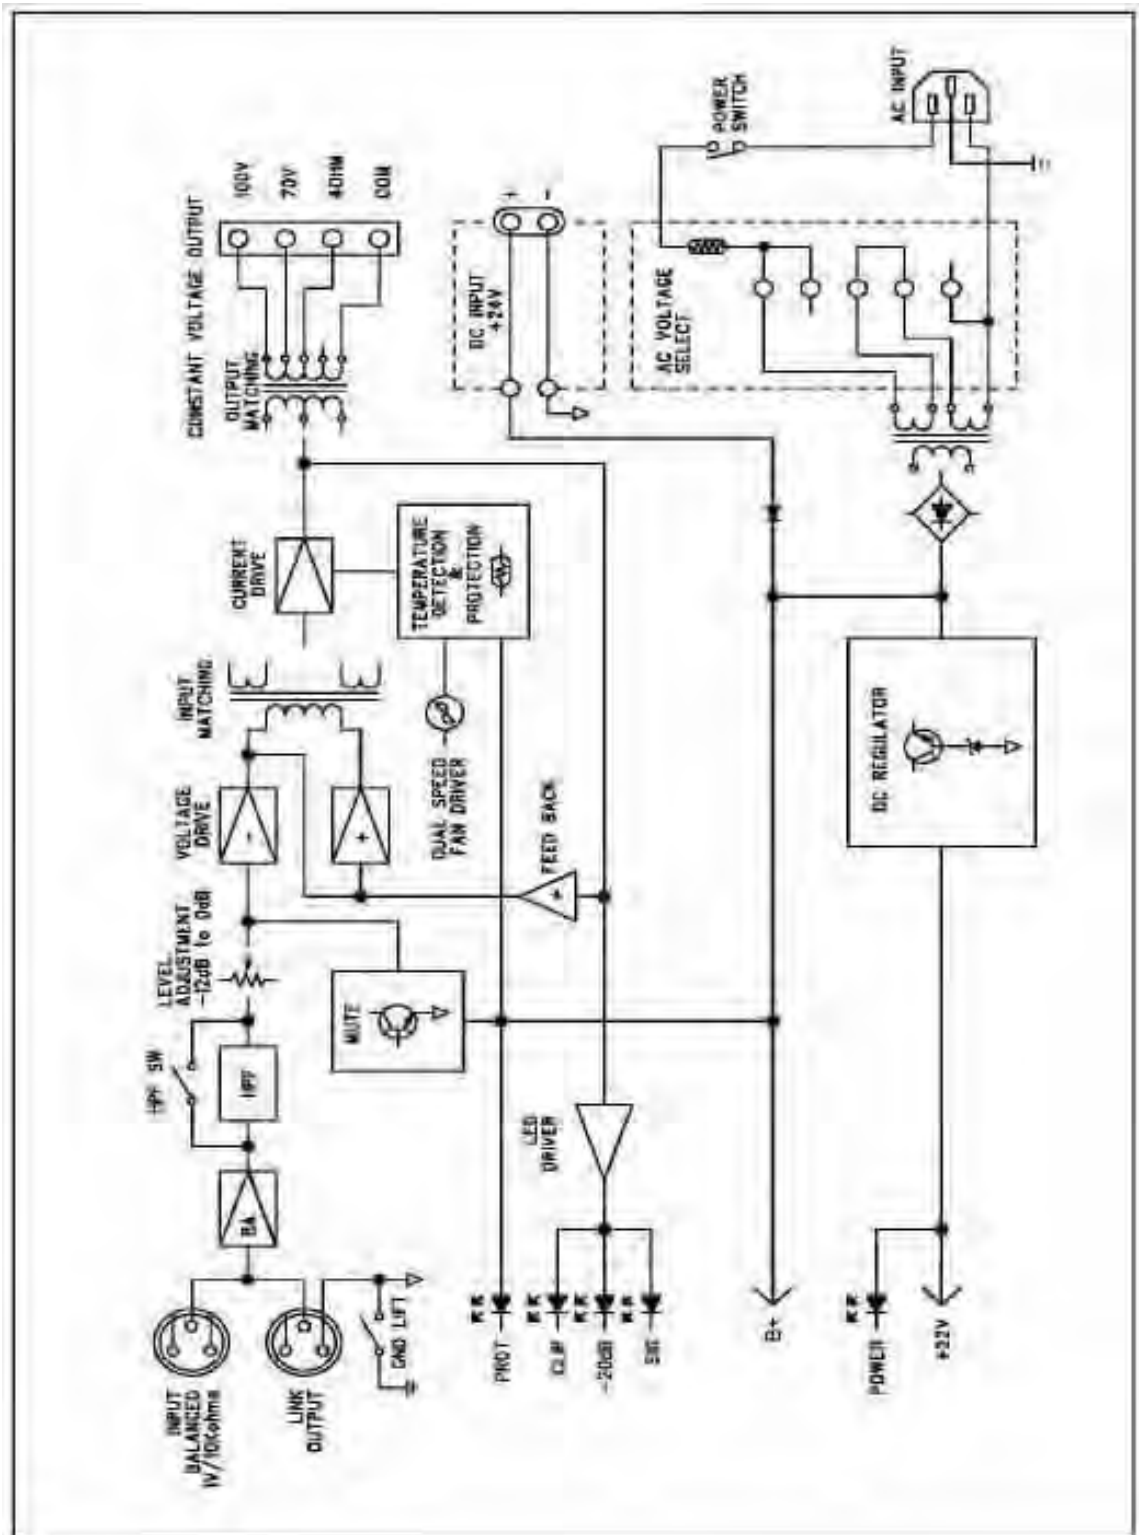 INPUT
BALANCED
1V/10Kohms
LINK
OUTPUT
GND LIFT
BA
HPF SW
HPF
LEVEL
ADJUSTMENT
-12dB to 0dB
MUTE
VOLTAGE
DRIVE
-
+
INPUT
MATCHING
CURRENT
DRIVE
TEMPERATURE
DETECTION
&
PROTECTION
DUAL SPEED
FAN DRIVER
FEED BACK
+
CONSTANT VOLTAGE OUTPUT
OUTPUT
MATCHING
100V
70V
4OHM
COM
LED
DRIVER
PROT
CLIP
-20dB
SIG
DC INPUT
+24V
+
-
AC VOLTAGE
SELECT
POWER
SWITCH
AC INPUT
DC REGULATOR
B+
POWER
+22V